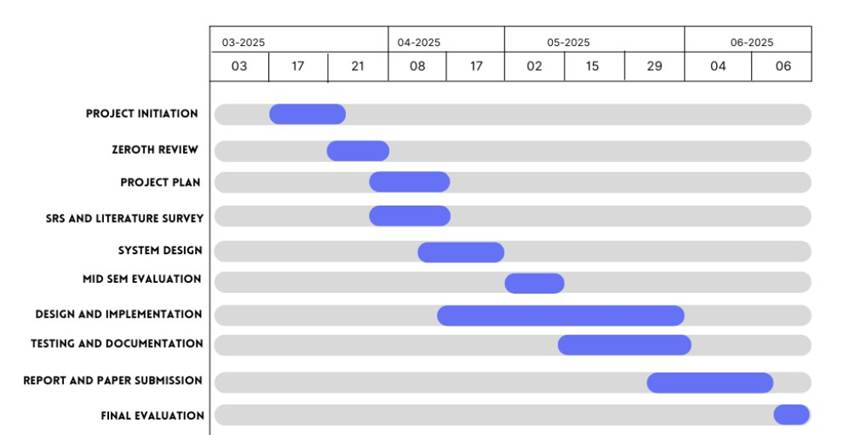 03-2025 04-2025 05-2025 06-2025
03 17 21 08 17 02 15 29 04 06
PROJECT INITIATION
ZEROTH REVIEW
PROJECT PLAN
SRS AND LITERATURE SURVEY
SYSTEM DESIGN
MID SEM EVALUATION
DESIGN AND IMPLEMENTATION
TESTING AND DOCUMENTATION
REPORT AND PAPER SUBMISSION
FINAL EVALUATION